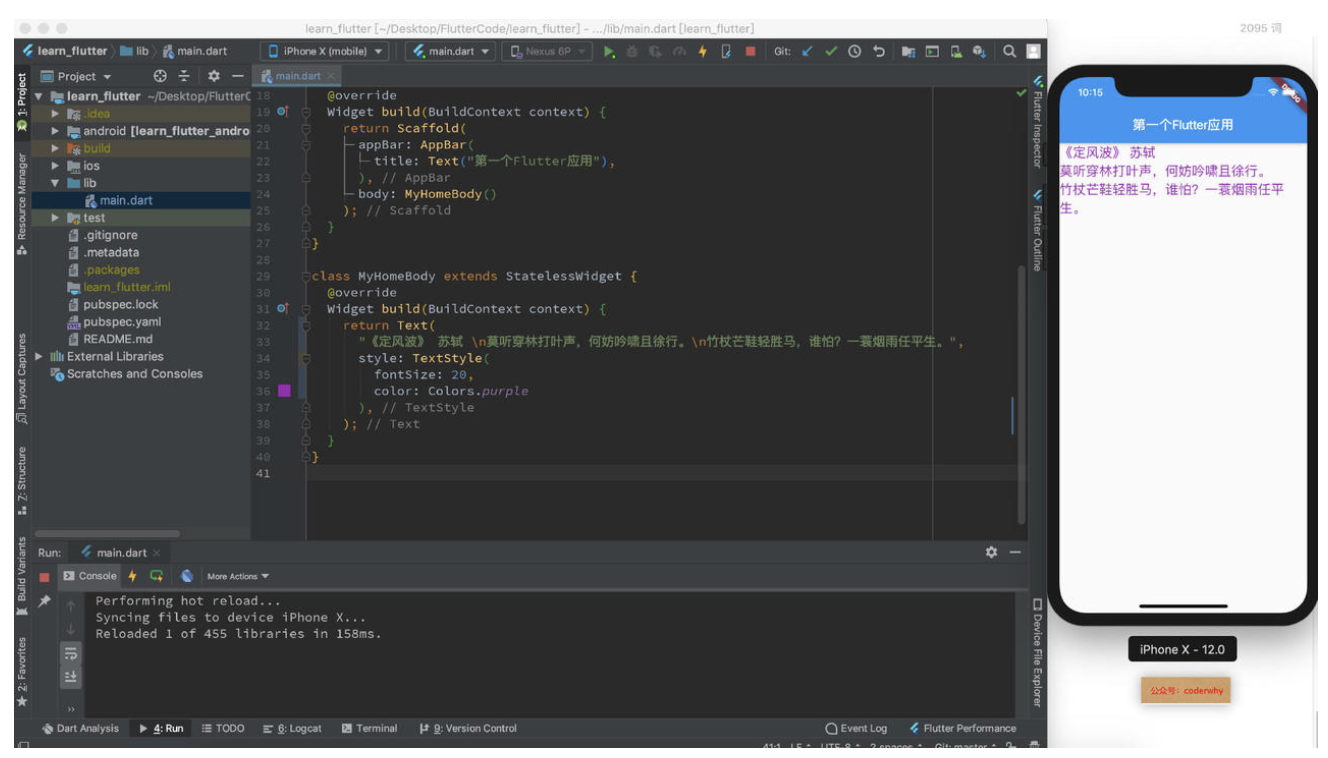 learn_flutter [~/Desktop/FlutterCode/learn_flutter] - .../lib/main.dart [learn_flutter]
2095 词
learn_flutter lib main.dart iPhone X (mobile) main.dart Nexus 6P Git:
Project
main.dart
1: Project
Resource Manager
Layout Captures
Z: Structure
Build Variants
2: Favorites
learn_flutter ~/Desktop/FlutterC
.idea
android [learn_flutter_andro
build
ios
lib
main.dart
test
.gitignore
.metadata
.packages
learn_flutter.iml
pubspec.lock
pubspec.yaml
README.md
External Libraries
Scratches and Consoles
18 @override
19 Widget build(BuildContext context) {
20 return Scaffold(
21 appBar: AppBar(
22 title: Text("第一个Flutter应用"),
23 ), // AppBar
24 body: MyHomeBody()
25 ); // Scaffold
26 }
27 }
28
29 class MyHomeBody extends StatelessWidget {
30 @override
31 Widget build(BuildContext context) {
32 return Text(
33 "《定风波》 苏轼 \n莫听穿林打叶声，何妨吟啸且徐行。\n竹杖芒鞋轻胜马，谁怕？一蓑烟雨任平生。",
34 style: TextStyle(
35 fontSize: 20,
36 color: Colors.purple
37 ), // TextStyle
38 ); // Text
39 }
40 }
41
Flutter Inspector
Flutter Outline
Device File Explorer
Run: main.dart
Console More Actions
Performing hot reload...
Syncing files to device iPhone X...
Reloaded 1 of 455 libraries in 158ms.
Dart Analysis 4: Run TODO 6: Logcat Terminal 9: Version Control Event Log Flutter Performance
41:1 LF UTF-8 2 spaces Git: master
10:15
第一个Flutter应用
《定风波》 苏轼
莫听穿林打叶声，何妨吟啸且徐行。
竹杖芒鞋轻胜马，谁怕？一蓑烟雨任平
生。
iPhone X - 12.0
公众号：coderwhy